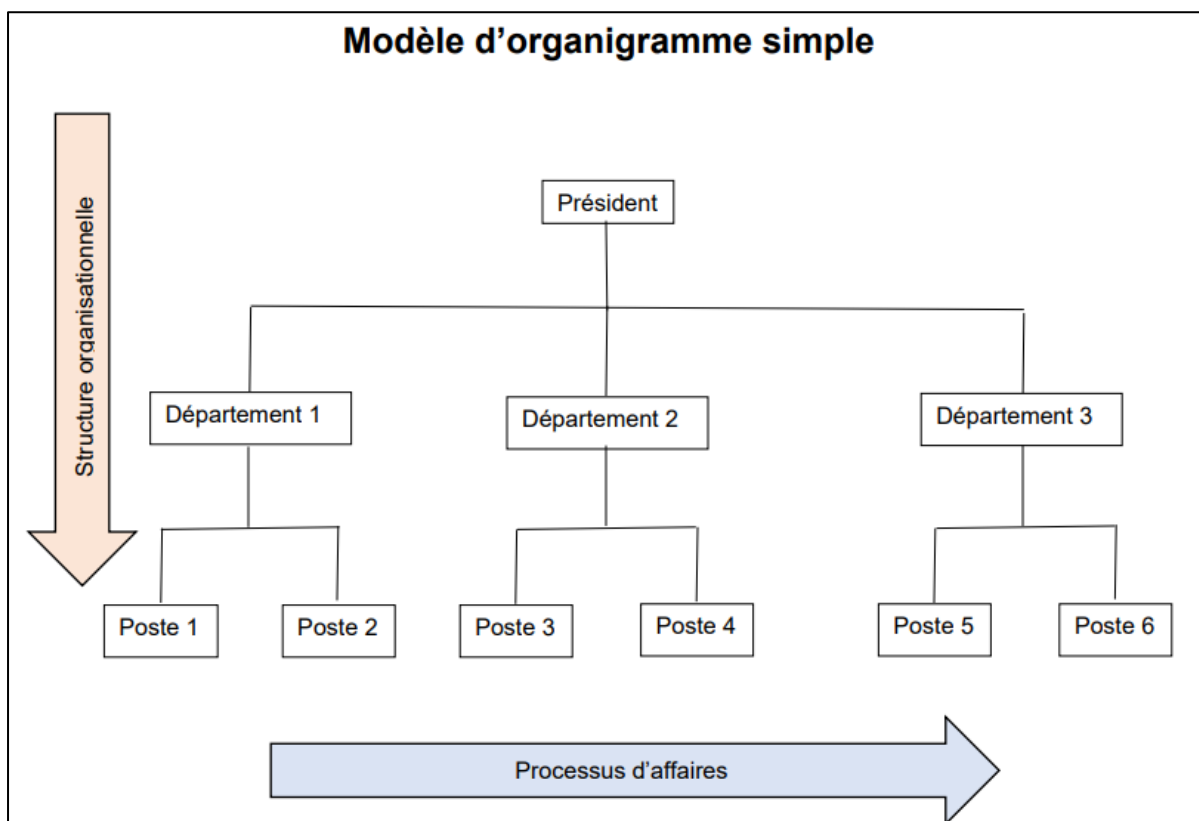 Modèle d'organigramme simple
Structure organisationnelle
Président
Département 1
Département 2
Département 3
Poste 1
Poste 2
Poste 3
Poste 4
Poste 5
Poste 6
Processus d'affaires